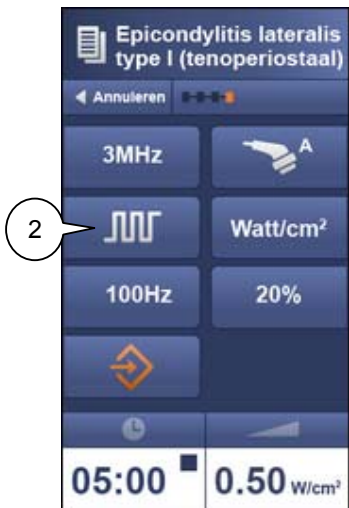 Epicondylitis lateralis
type I (tenoperiostaal)
Annuleren
3MHz
A
2
Watt/cm²
100Hz
20%
05:00
0.50 W/cm²